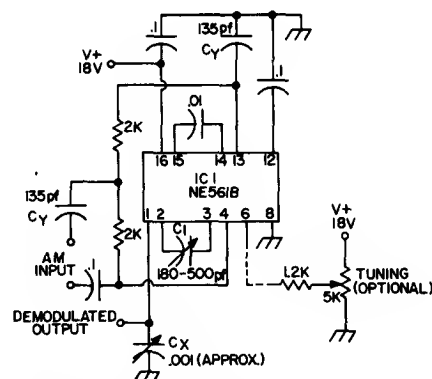 .1
135pf
CY
V+
18V
.1
.01
2K
16 15 14 13 12
IC1
NE561B
135pf
CY
2K
1 2 3 4 6 8
C1
180-500pf
V+
18V
AM
INPUT
.1
1.2K
5K
TUNING
(OPTIONAL)
DEMODULATED
OUTPUT
CX
.001 (APPROX.)